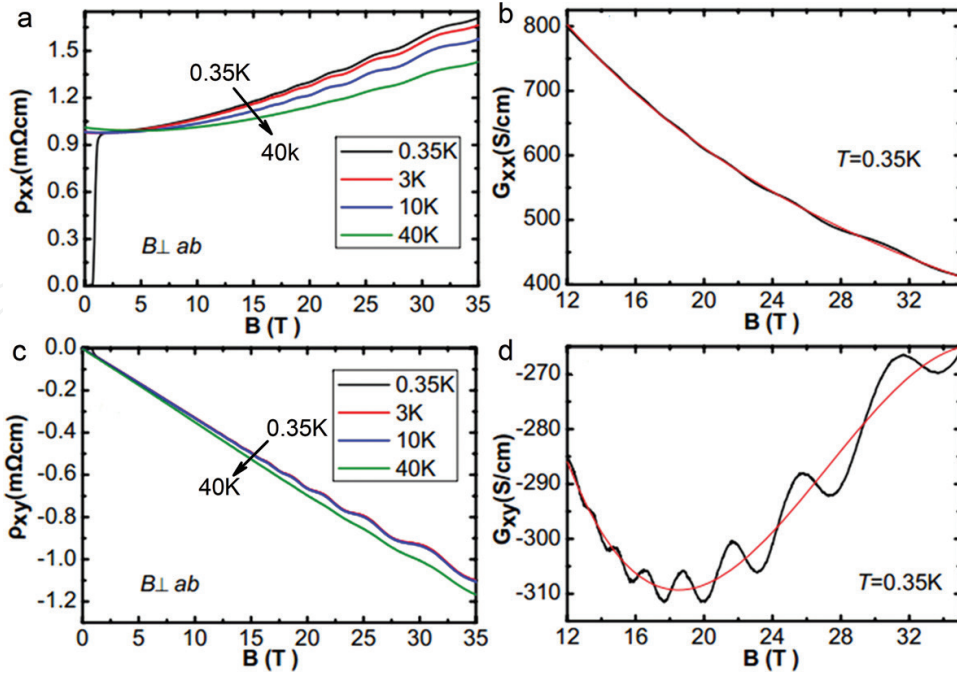 a
ρxx(mΩcm)
1.5
1.2
0.9
0.6
0.3
0.0
0.35K
40k
0.35K
3K
10K
40K
B⊥ ab
0 5 10 15 20 25 30 35
B (T )
b
Gxx(S/cm)
800
700
600
500
400
T=0.35K
12 16 20 24 28 32
B (T )
c
ρxy(mΩcm)
0.0
-0.2
-0.4
-0.6
-0.8
-1.0
-1.2
0.35K
40K
0.35K
3K
10K
40K
B⊥ ab
0 5 10 15 20 25 30 35
B (T )
d
Gxy(S/cm)
-270
-280
-290
-300
-310
T=0.35K
12 16 20 24 28 32
B (T )